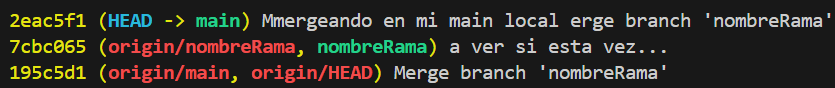 2eac5f1 (HEAD -> main) Mmergeando en mi main local erge branch 'nombreRama'
7cbc065 (origin/nombreRama, nombreRama) a ver si esta vez...
195c5d1 (origin/main, origin/HEAD) Merge branch 'nombreRama'